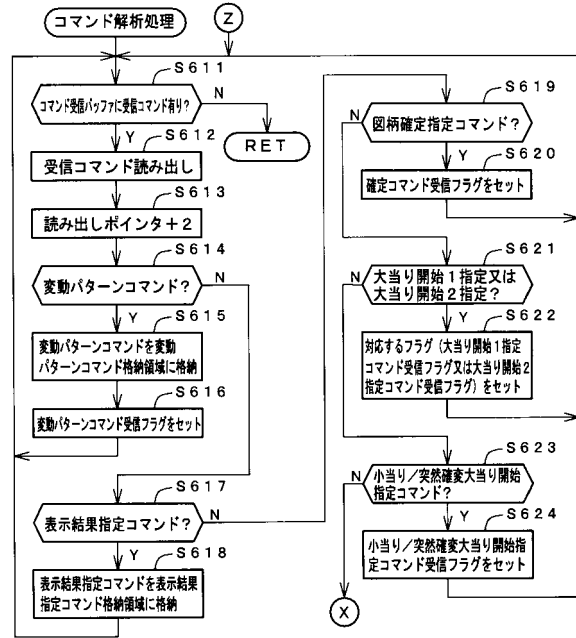 コマンド解析処理
Z
S611
コマンド受信バッファに受信コマンド有り?
N
RET
Y
S612
受信コマンド読み出し
S613
読み出しポインタ+2
S614
変動パターンコマンド?
N
Y
S615
変動パターンコマンドを変動
パターンコマンド格納領域に格納
S616
変動パターンコマンド受信フラグをセット
S617
表示結果指定コマンド?
N
Y
S618
表示結果指定コマンドを表示結果
指定コマンド格納領域に格納
S619
図柄確定指定コマンド?
N
Y
S620
確定コマンド受信フラグをセット
S621
大当り開始1指定又は
大当り開始2指定?
N
Y
S622
対応するフラグ(大当り開始1指定
コマンド受信フラグ又は大当り開始2
指定コマンド受信フラグ)をセット
S623
小当り/突然確変大当り開始
指定コマンド?
N
Y
S624
小当り/突然確変大当り開始指
定コマンド受信フラグをセット
X